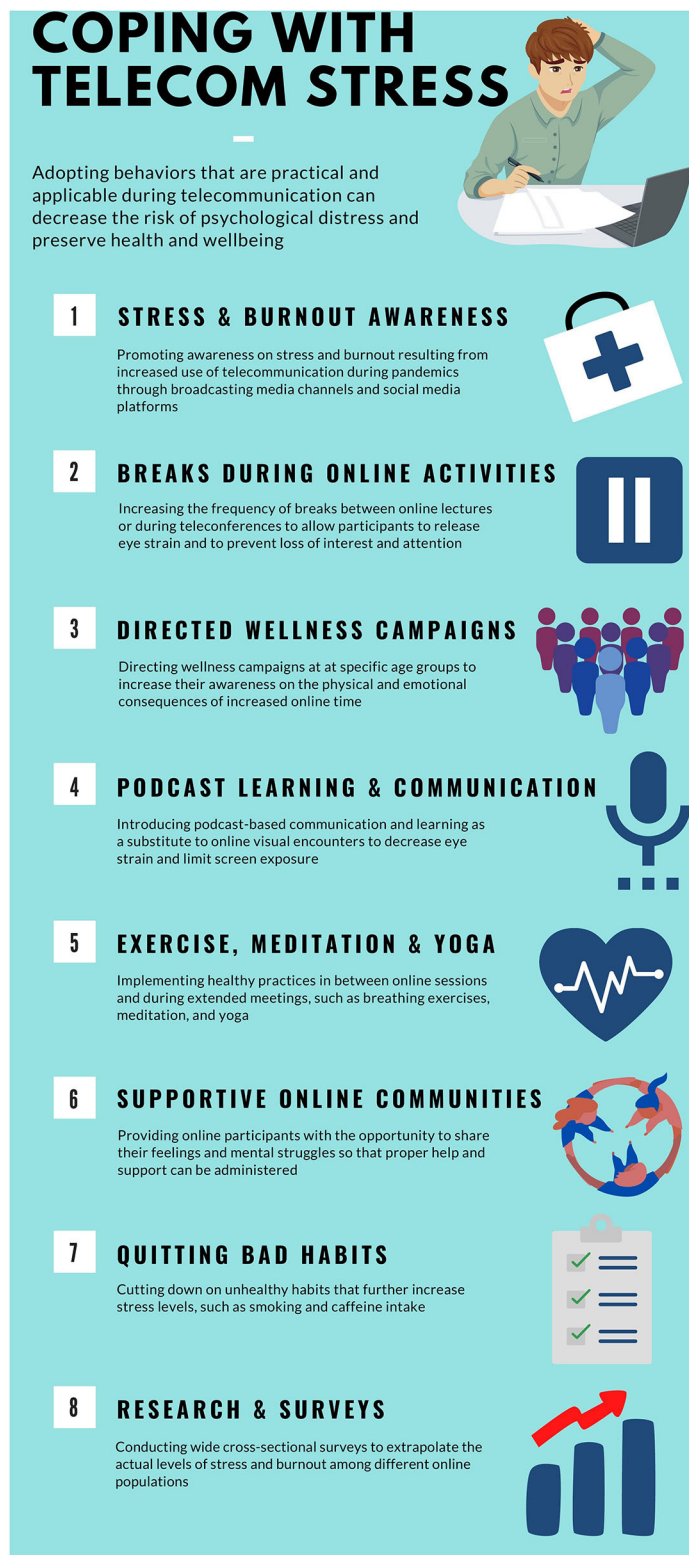 COPING WITH
TELECOM STRESS
Adopting behaviors that are practical and
applicable during telecommunication can
decrease the risk of psychological distress and
preserve health and wellbeing
1
STRESS & BURNOUT AWARENESS
Promoting awareness on stress and burnout resulting from
increased use of telecommunication during pandemics
through broadcasting media channels and social media
platforms
2
BREAKS DURING ONLINE ACTIVITIES
Increasing the frequency of breaks between online lectures
or during teleconferences to allow participants to release
eye strain and to prevent loss of interest and attention
3
DIRECTED WELLNESS CAMPAIGNS
Directing wellness campaigns at at specific age groups to
increase their awareness on the physical and emotional
consequences of increased online time
4
PODCAST LEARNING & COMMUNICATION
Introducing podcast-based communication and learning as
a substitute to online visual encounters to decrease eye
strain and limit screen exposure
5
EXERCISE, MEDITATION & YOGA
Implementing healthy practices in between online sessions
and during extended meetings, such as breathing exercises,
meditation, and yoga
6
SUPPORTIVE ONLINE COMMUNITIES
Providing online participants with the opportunity to share
their feelings and mental struggles so that proper help and
support can be administered
7
QUITTING BAD HABITS
Cutting down on unhealthy habits that further increase
stress levels, such as smoking and caffeine intake
8
RESEARCH & SURVEYS
Conducting wide cross-sectional surveys to extrapolate the
actual levels of stress and burnout among different online
populations